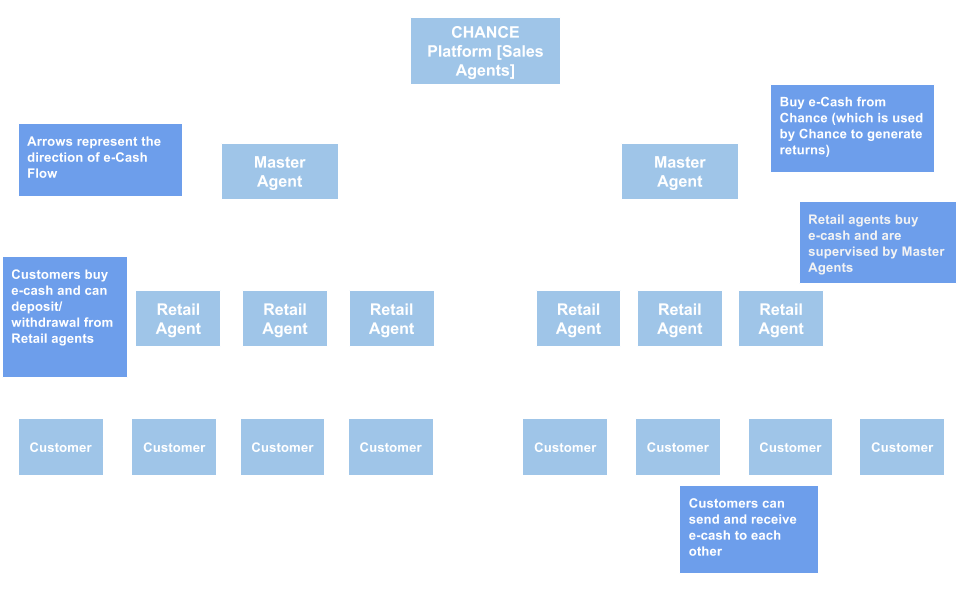 CHANCE
Platform [Sales
Agents]
Buy e-Cash from
Chance (which is used
by Chance to generate
returns)
Arrows represent the
direction of e-Cash
Flow
Master
Agent
Master
Agent
Retail agents buy
e-cash and are
supervised by Master
Agents
Customers buy
e-cash and can
deposit/
withdrawal from
Retail agents
Retail
Agent
Retail
Agent
Retail
Agent
Retail
Agent
Retail
Agent
Retail
Agent
Customer
Customer
Customer
Customer
Customer
Customer
Customer
Customer
Customers can
send and receive
e-cash to each
other